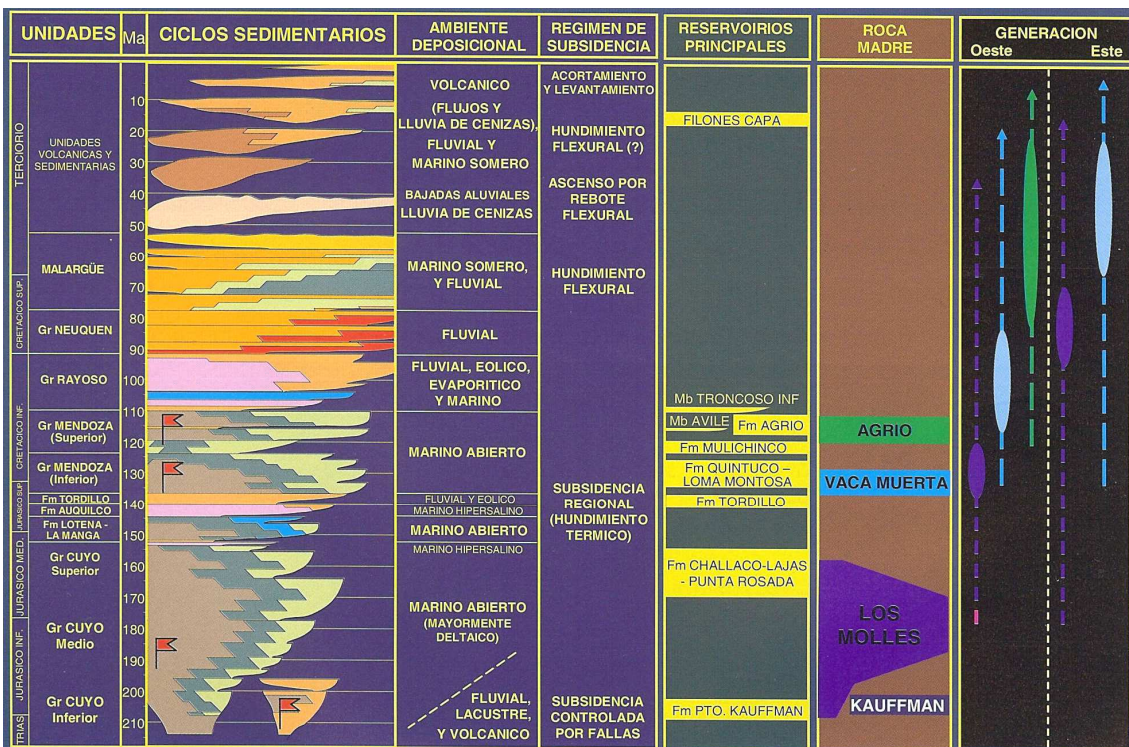 UNIDADES
Ma
CICLOS SEDIMENTARIOS
AMBIENTE
DEPOSICIONAL
REGIMEN DE
SUBSIDENCIA
RESERVOIRIOS
PRINCIPALES
ROCA
MADRE
GENERACION
Oeste
Este
TERCIORIO
CRETACICO SUP.
CRETACICO INF.
JURASICO SUP
JURASICO MED.
JURASICO INF.
TRIAS
UNIDADES
VOLCANICAS Y
SEDIMENTARIAS
MALARGÜE
Gr NEUQUEN
Gr RAYOSO
Gr MENDOZA
(Superior)
Gr MENDOZA
(Inferior)
Fm TORDILLO
Fm AUQUILCO
Fm LOTENA -
LA MANGA
Gr CUYO
Superior
Gr CUYO
Medio
Gr CUYO
Inferior
10
20
30
40
50
60
70
80
90
100
110
120
130
140
150
160
170
180
190
200
210
VOLCANICO
(FLUJOS Y
LLUVIA DE CENIZAS),
FLUVIAL Y
MARINO SOMERO
BAJADAS ALUVIALES
LLUVIA DE CENIZAS
MARINO SOMERO,
Y FLUVIAL
FLUVIAL
FLUVIAL, EOLICO,
EVAPORITICO
Y MARINO
MARINO ABIERTO
FLUVIAL Y EOLICO
MARINO HIPERSALINO
MARINO ABIERTO
MARINO HIPERSALINO
MARINO ABIERTO
(MAYORMENTE
DELTAICO)
FLUVIAL,
LACUSTRE,
Y VOLCANICO
ACORTAMIENTO
Y LEVANTAMIENTO
HUNDIMIENTO
FLEXURAL (?)
ASCENSO POR
REBOTE
FLEXURAL
HUNDIMIENTO
FLEXURAL
SUBSIDENCIA
REGIONAL
(HUNDIMIENTO
TERMICO)
SUBSIDENCIA
CONTROLADA
POR FALLAS
FILONES CAPA
Mb TRONCOSO INF
Mb AVILE
Fm AGRIO
Fm MULICHINCO
Fm QUINTUCO –
LOMA MONTOSA
Fm TORDILLO
Fm CHALLACO-LAJAS
- PUNTA ROSADA
Fm PTO. KAUFFMAN
AGRIO
VACA MUERTA
LOS
MOLLES
KAUFFMAN